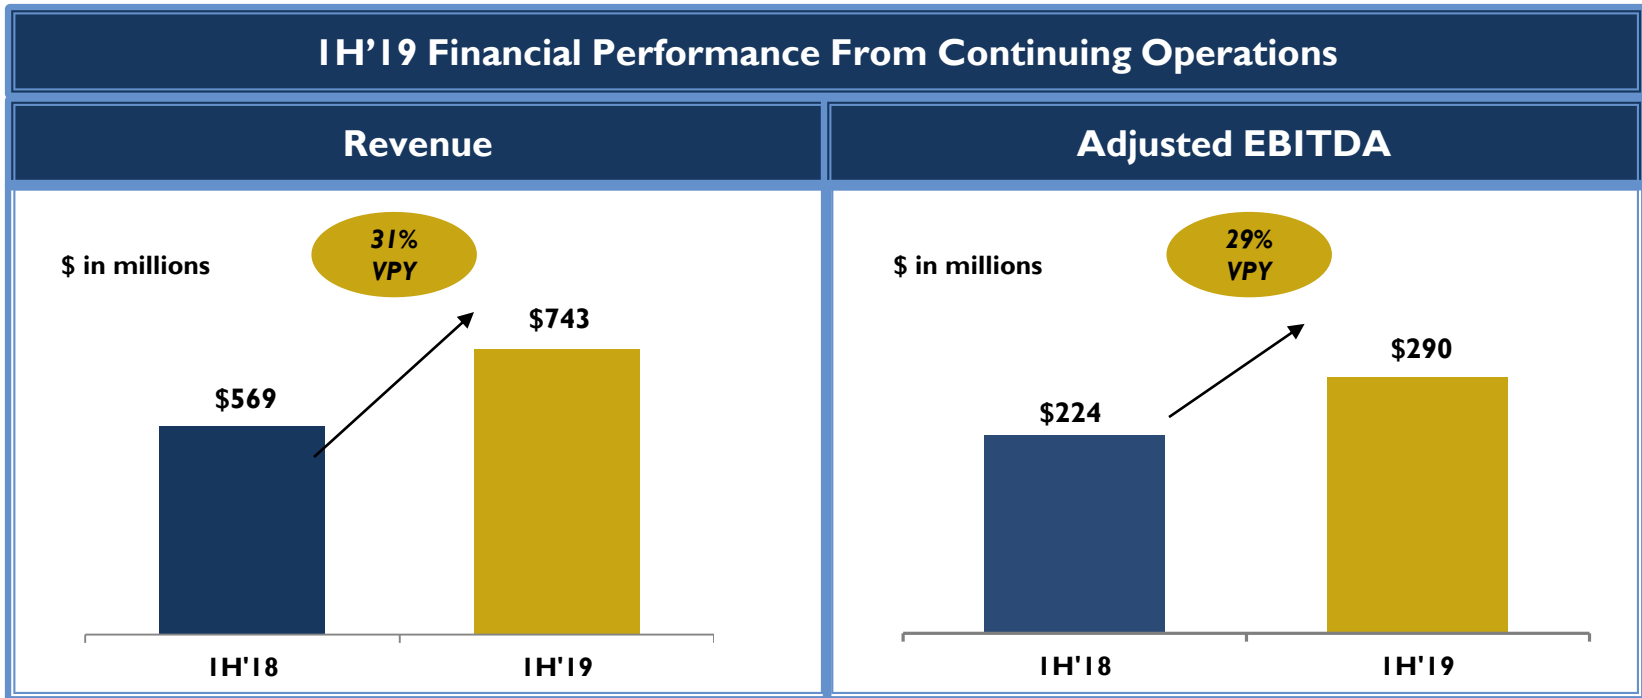 1H’19 Financial Performance From Continuing Operations
Revenue
$ in millions
31%
VPY
$569
$743
1H'18
1H'19
Adjusted EBITDA
$ in millions
29%
VPY
$224
$290
1H'18
1H'19